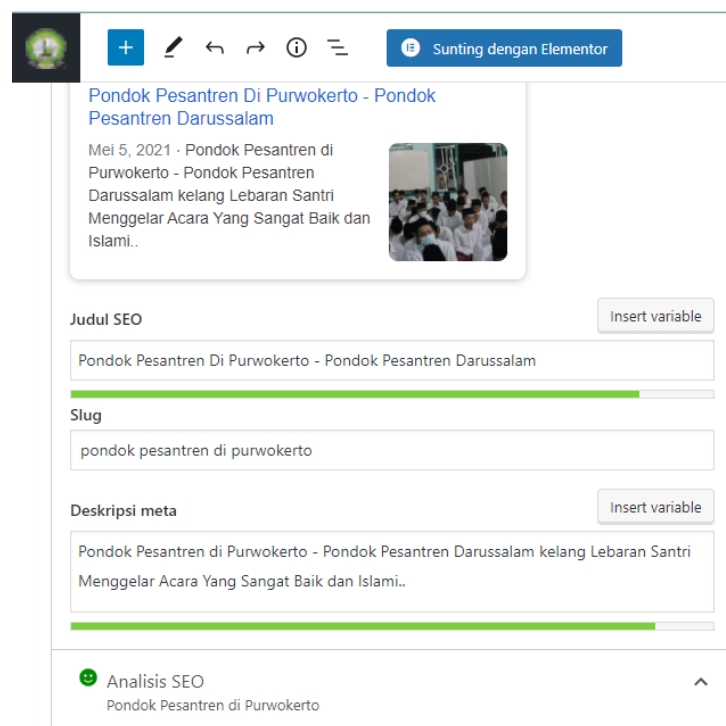 Sunting dengan Elementor
Pondok Pesantren Di Purwokerto - Pondok
Pesantren Darussalam
Mei 5, 2021 · Pondok Pesantren di
Purwokerto - Pondok Pesantren
Darussalam kelang Lebaran Santri
Menggelar Acara Yang Sangat Baik dan
Islami..
Judul SEO
Insert variable
Pondok Pesantren Di Purwokerto - Pondok Pesantren Darussalam
Slug
pondok pesantren di purwokerto
Deskripsi meta
Insert variable
Pondok Pesantren di Purwokerto - Pondok Pesantren Darussalam kelang Lebaran Santri
Menggelar Acara Yang Sangat Baik dan Islami..
Analisis SEO
Pondok Pesantren di Purwokerto